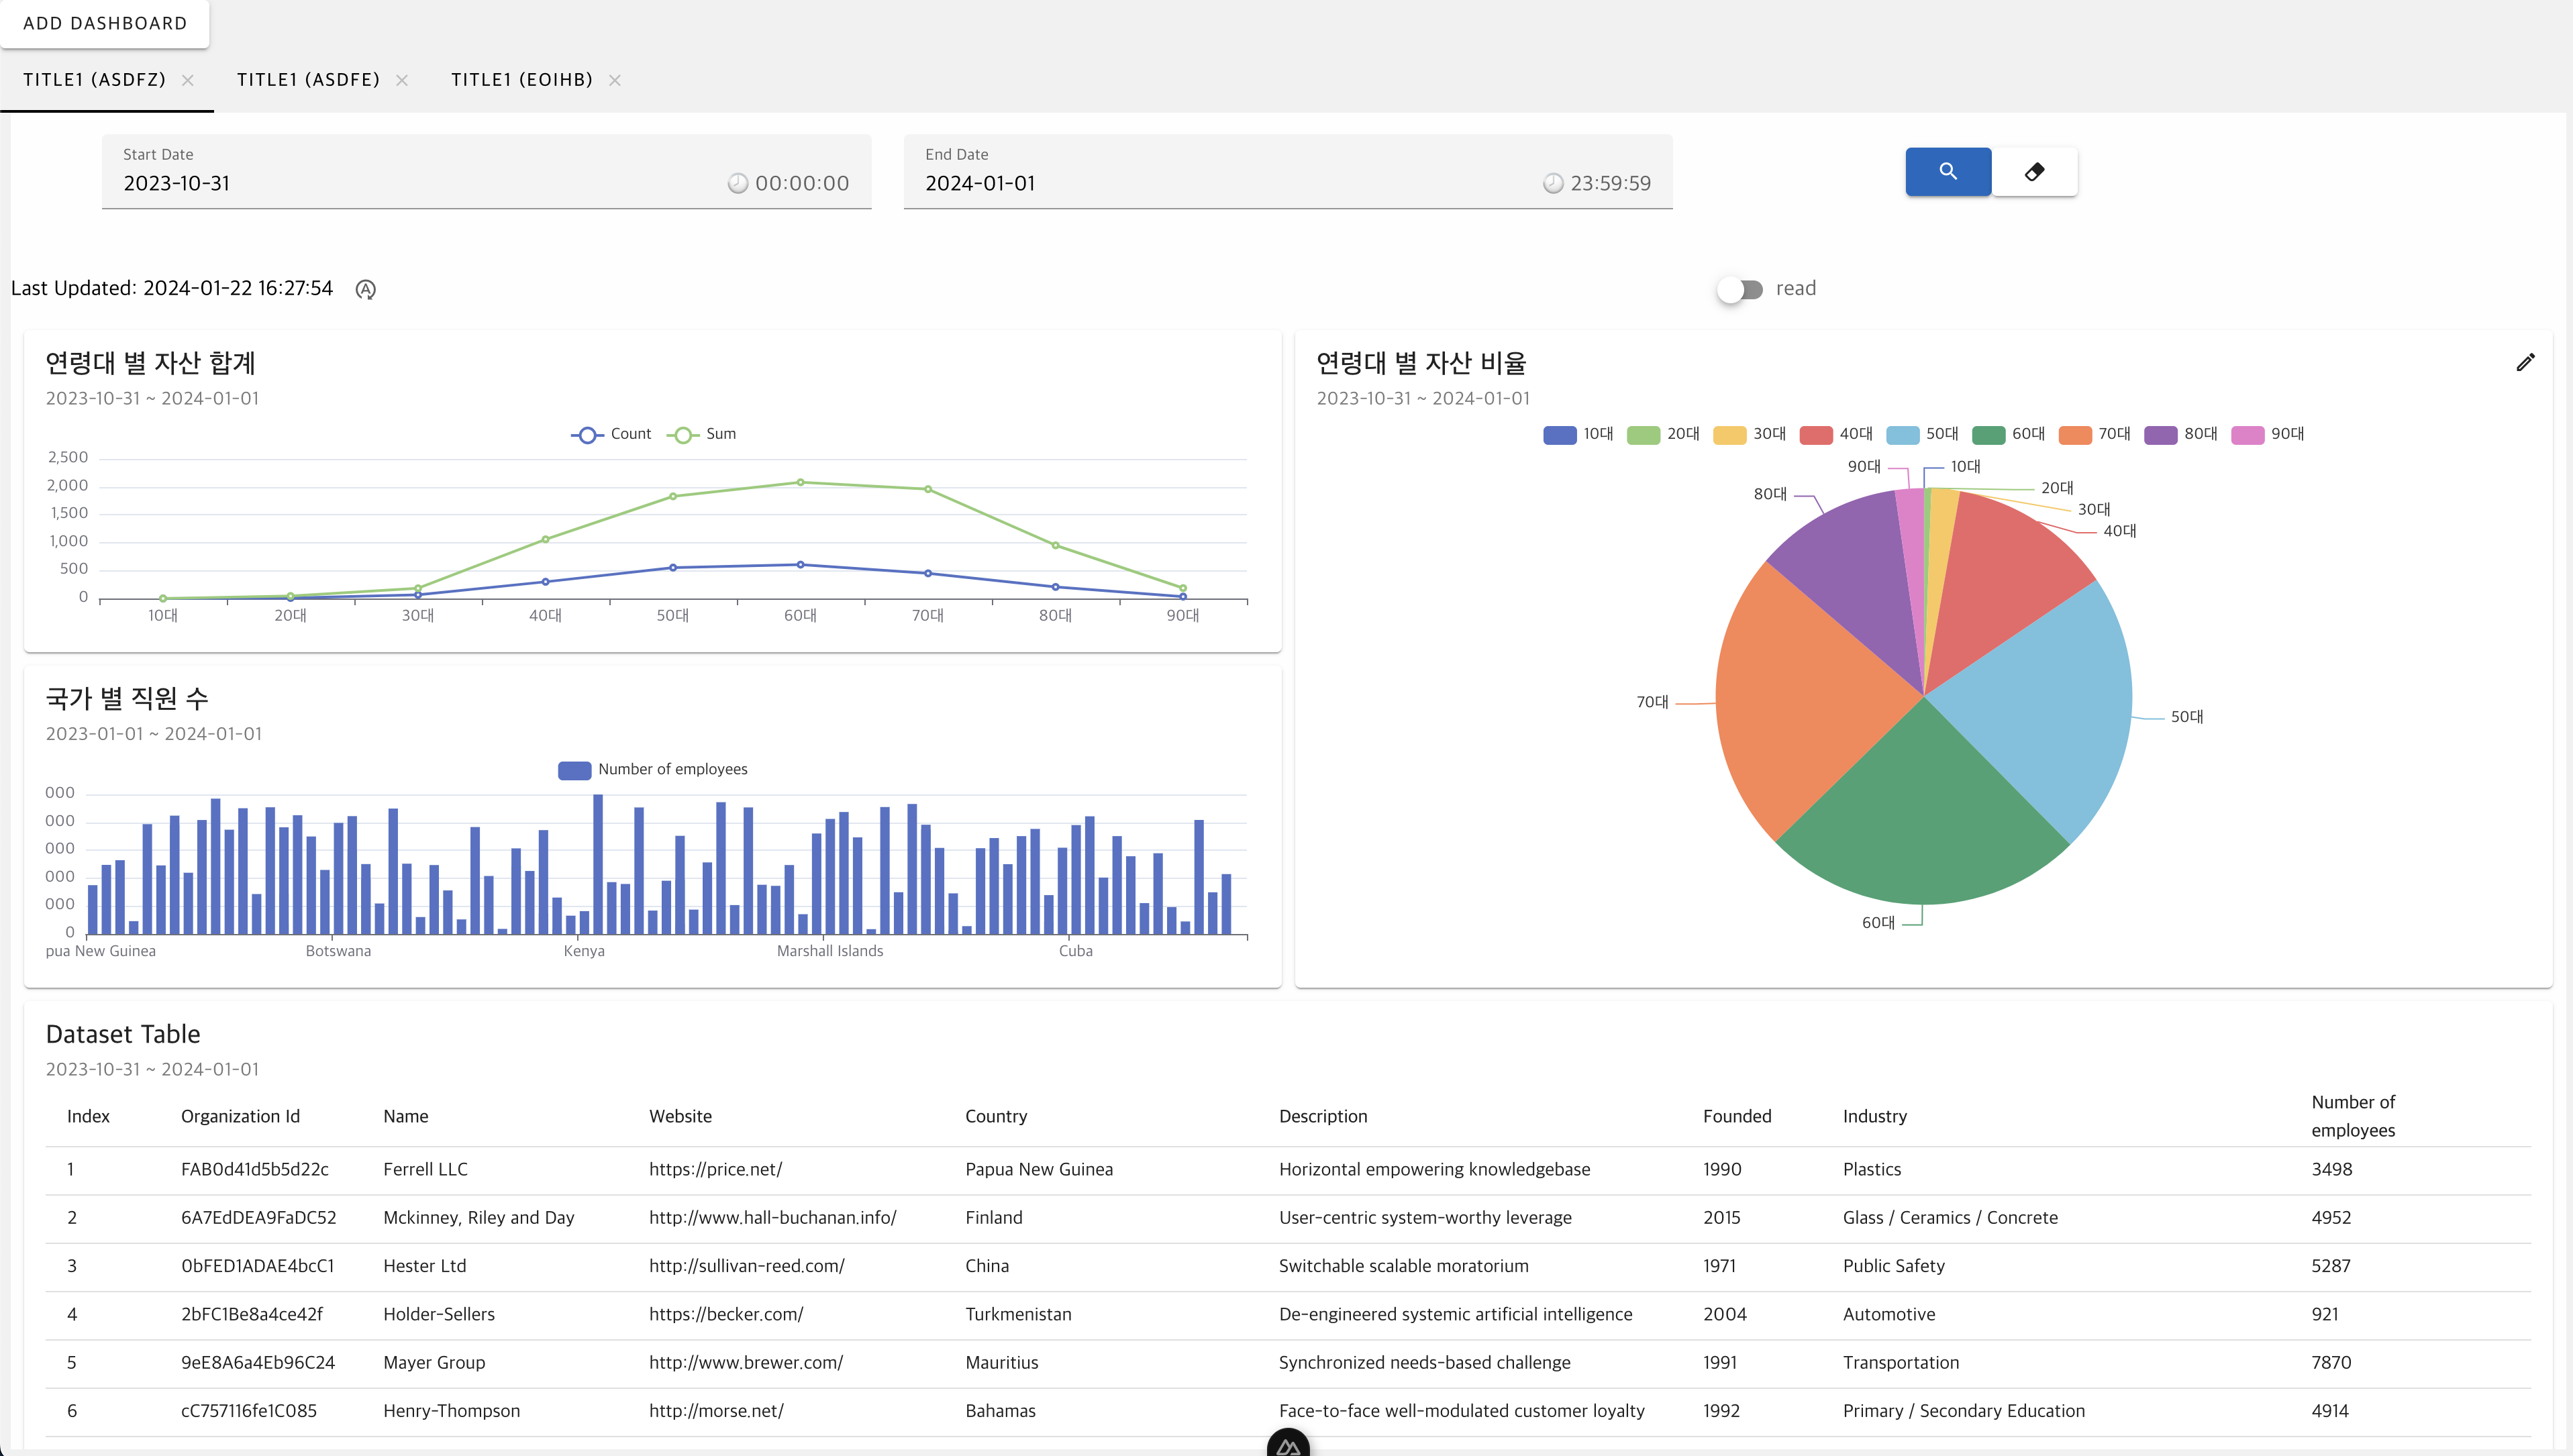 ADD DASHBOARD
TITLE1 (ASDFZ) TITLE1 (ASDFE) TITLE1 (EOIHB)
Start Date
2023-10-31 00:00:00
End Date
2024-01-01 23:59:59
Last Updated: 2024-01-22 16:27:54
read
연령대 별 자산 합계
2023-10-31 ~ 2024-01-01
Count Sum
2,500
2,000
1,500
1,000
500
0
10대 20대 30대 40대 50대 60대 70대 80대 90대
연령대 별 자산 비율
2023-10-31 ~ 2024-01-01
10대 20대 30대 40대 50대 60대 70대 80대 90대
90대 10대
80대 20대
30대
40대
70대 50대
60대
국가 별 직원 수
2023-01-01 ~ 2024-01-01
Number of employees
000
000
000
000
000
0
pua New Guinea Botswana Kenya Marshall Islands Cuba
Dataset Table
2023-10-31 ~ 2024-01-01
Index Organization Id Name Website Country Description Founded Industry Number of employees
1 FAB0d41d5b5d22c Ferrell LLC https://price.net/ Papua New Guinea Horizontal empowering knowledgebase 1990 Plastics 3498
2 6A7EdDEA9FaDC52 Mckinney, Riley and Day http://www.hall-buchanan.info/ Finland User-centric system-worthy leverage 2015 Glass / Ceramics / Concrete 4952
3 0bFED1ADAE4bcC1 Hester Ltd http://sullivan-reed.com/ China Switchable scalable moratorium 1971 Public Safety 5287
4 2bFC1Be8a4ce42f Holder-Sellers https://becker.com/ Turkmenistan De-engineered systemic artificial intelligence 2004 Automotive 921
5 9eE8A6a4Eb96C24 Mayer Group http://www.brewer.com/ Mauritius Synchronized needs-based challenge 1991 Transportation 7870
6 cC757116fe1C085 Henry-Thompson http://morse.net/ Bahamas Face-to-face well-modulated customer loyalty 1992 Primary / Secondary Education 4914